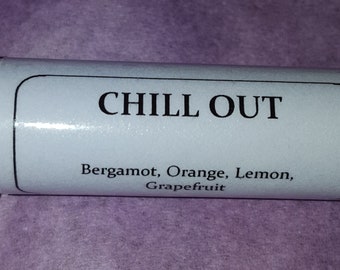 CHILL OUT
Bergamot, Orange, Lemon,
Grapefruit